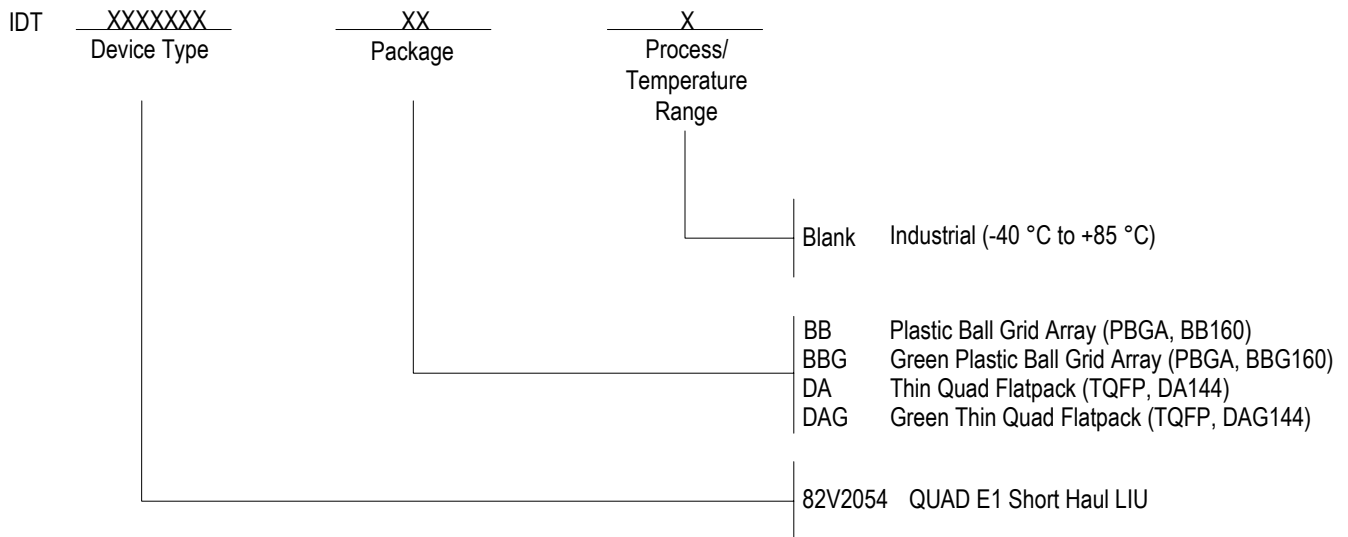 IDT XXXXXXX XX X
Device Type Package Process/
Temperature
Range
Blank Industrial (-40 °C to +85 °C)
BB Plastic Ball Grid Array (PBGA, BB160)
BBG Green Plastic Ball Grid Array (PBGA, BBG160)
DA Thin Quad Flatpack (TQFP, DA144)
DAG Green Thin Quad Flatpack (TQFP, DAG144)
82V2054 QUAD E1 Short Haul LIU